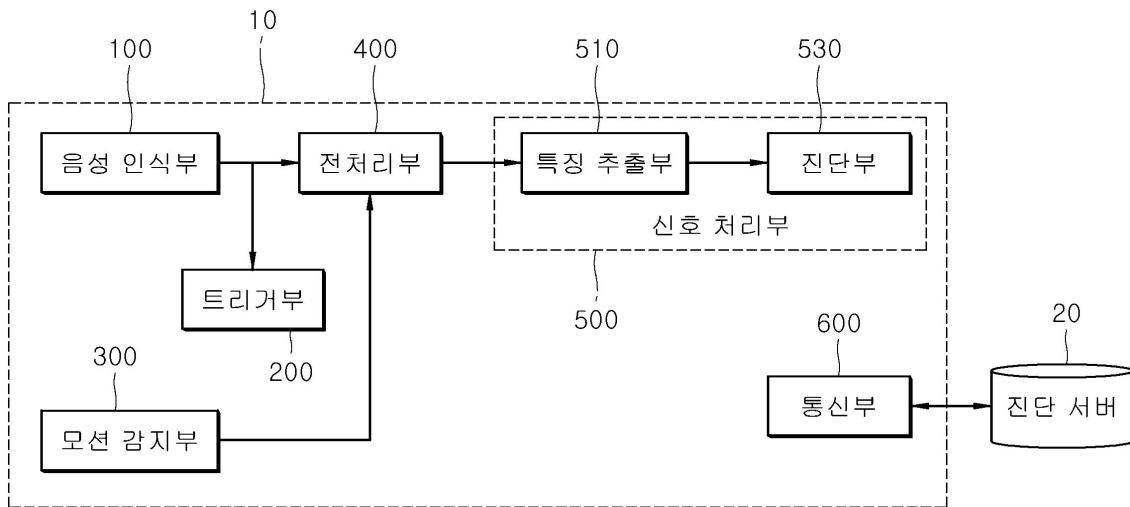 10
100
400
510
530
음성 인식부
전처리부
특징 추출부
진단부
신호 처리부
트리거부
200
500
300
600
20
모션 감지부
통신부
진단 서버